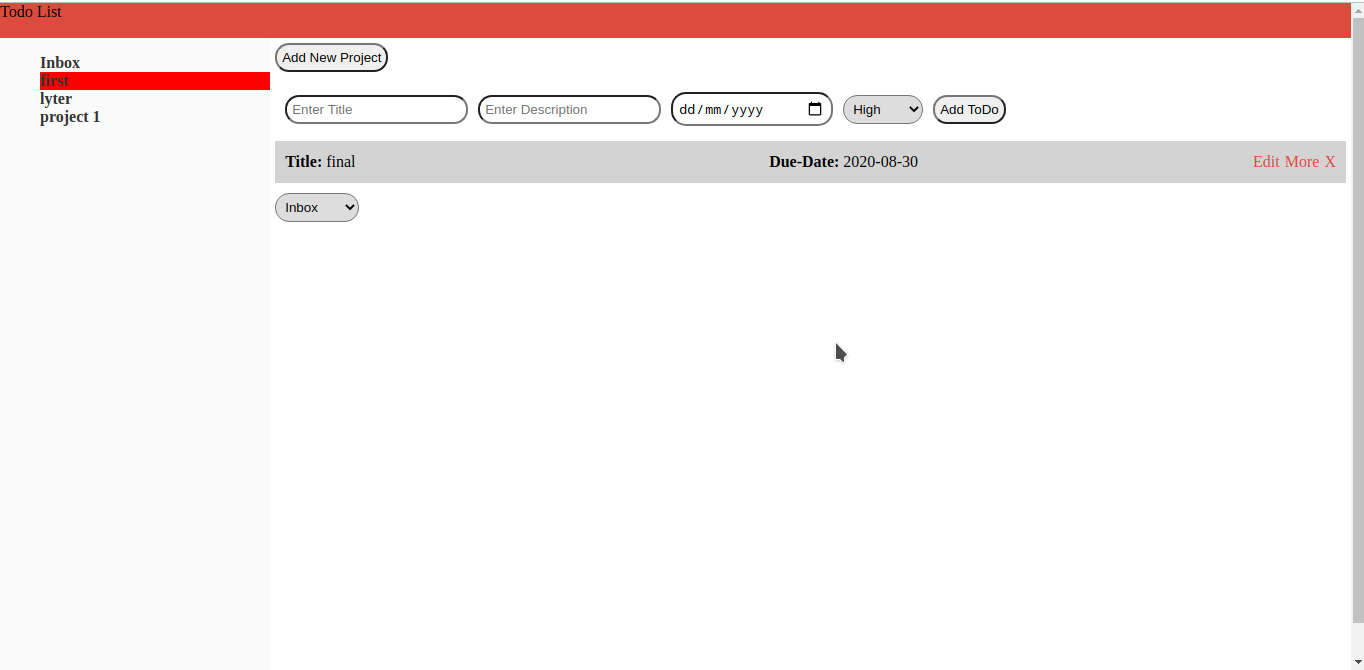 Todo List
Inbox
first
lyter
project 1
Add New Project
Enter Title Enter Description dd/mm/yyyy High Add ToDo
Title: final Due-Date: 2020-08-30 Edit More X
Inbox